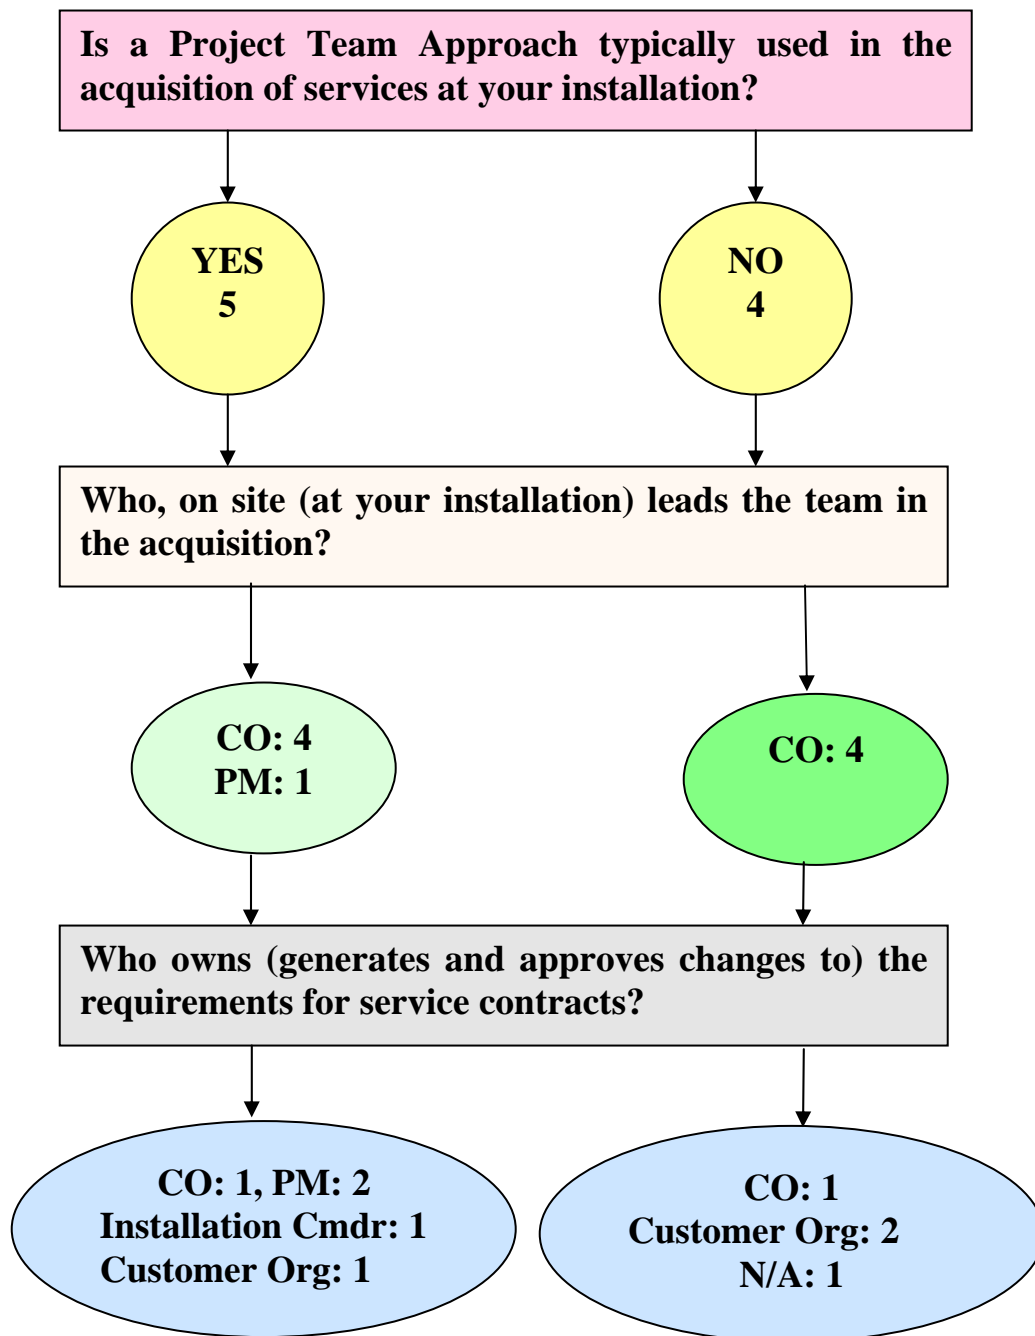 Is a Project Team Approach typically used in the
acquisition of services at your installation?
YES
5
NO
4
Who, on site (at your installation) leads the team in
the acquisition?
CO: 4
PM: 1
CO: 4
Who owns (generates and approves changes to) the
requirements for service contracts?
CO: 1, PM: 2
Installation Cmdr: 1
Customer Org: 1
CO: 1
Customer Org: 2
N/A: 1